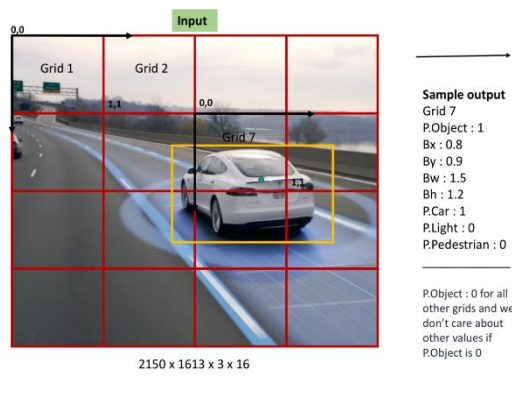 Input
0,0
Grid 1
Grid 2
1,1
0,0
Grid 7
1,1
2150 x 1613 x 3 x 16
Sample output
Grid 7
P.Object : 1
Bx : 0.8
By : 0.9
Bw : 1.5
Bh : 1.2
P.Car : 1
P.Light : 0
P.Pedestrian : 0
P.Object : 0 for all
other grids and we
don't care about
other values if
P.Object is 0